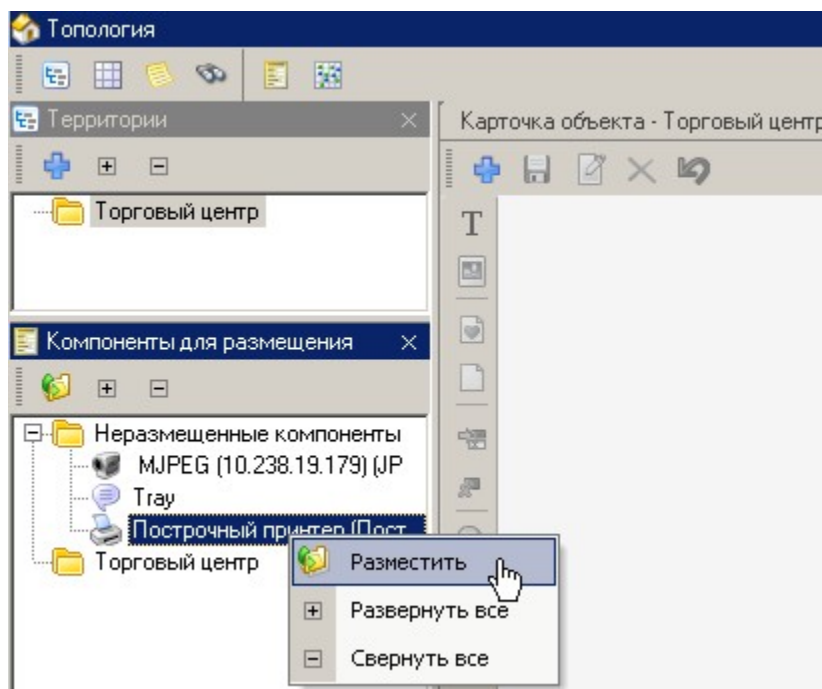 Топология
Территории
Карточка объекта - Торговый центр
Торговый центр
T
Компоненты для размещения
Неразмещенные компоненты
MJPEG (10.238.19.179) (JP
Tray
Построчный принтер (Пост
Торговый центр
Разместить
Развернуть все
Свернуть все